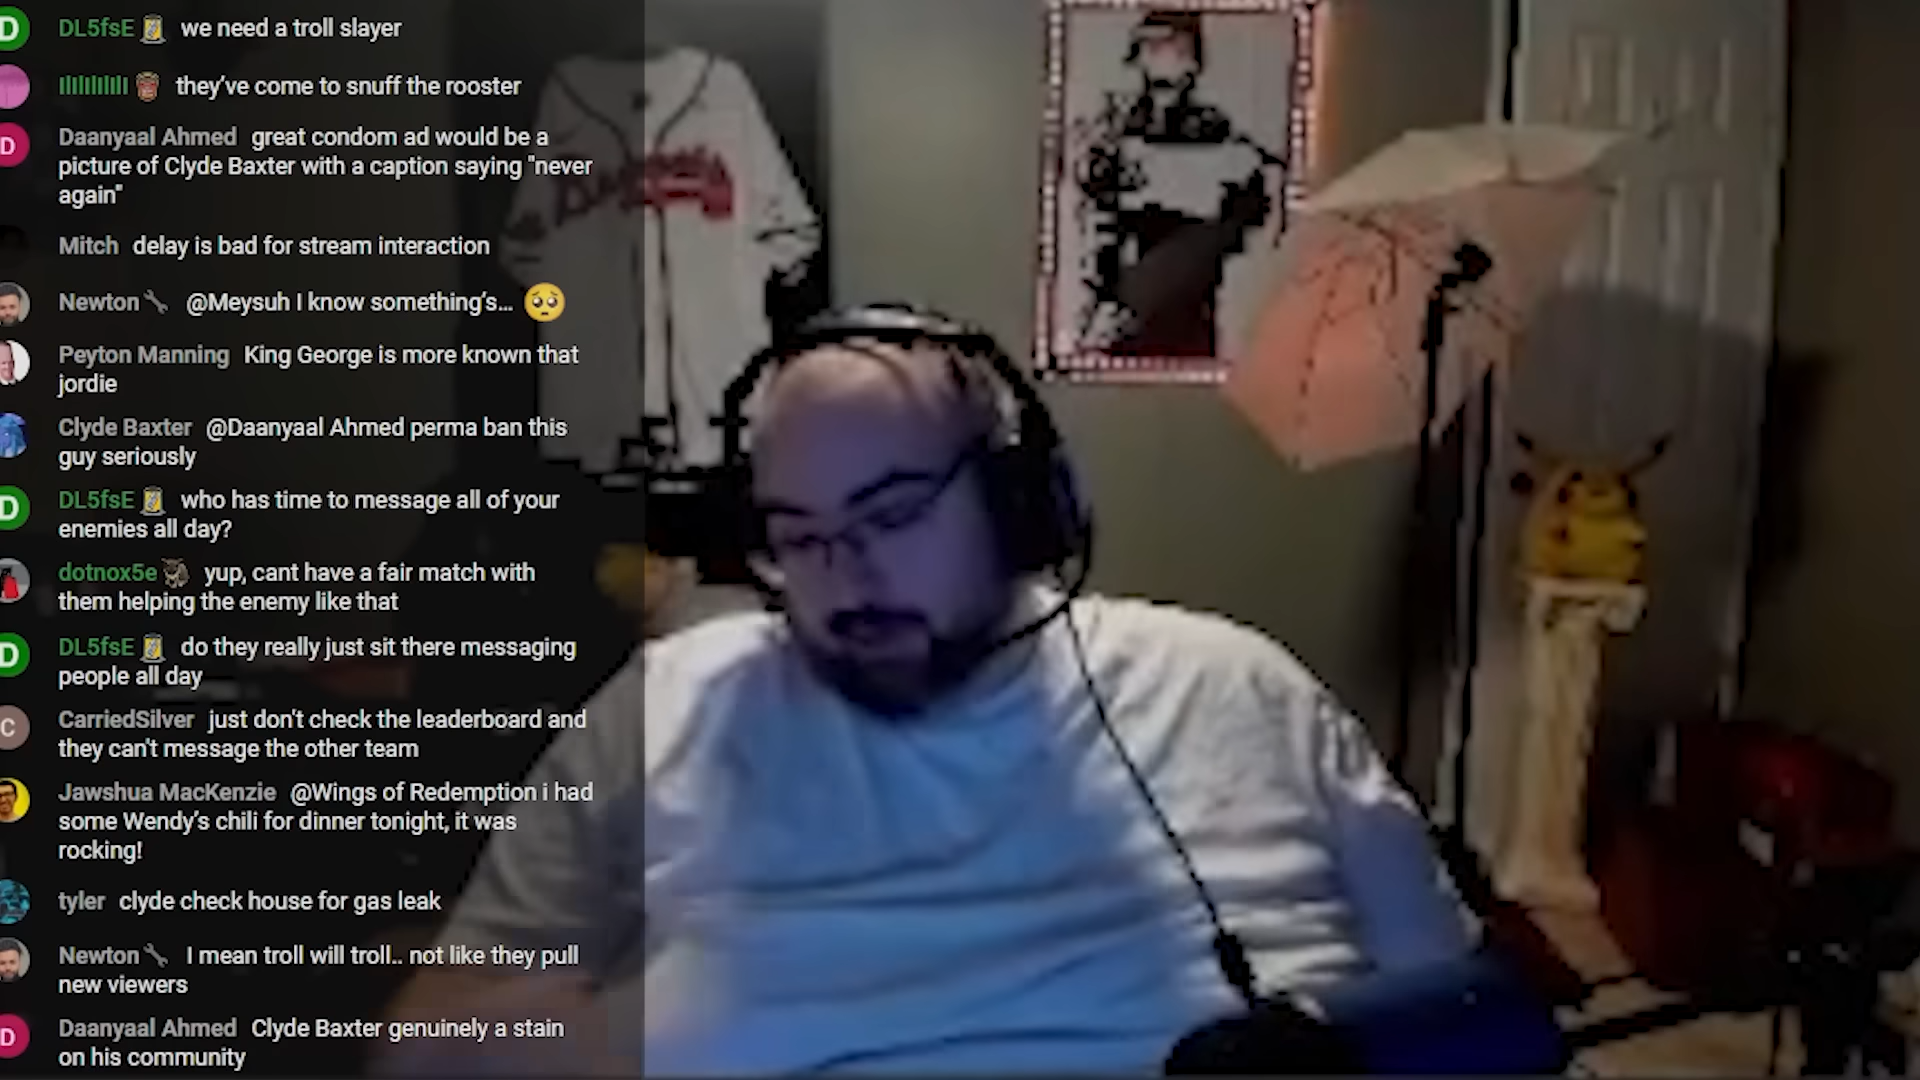 DL5fsE we need a troll slayer
they've come to snuff the rooster
Daanyaal Ahmed great condom ad would be a
picture of Clyde Baxter with a caption saying "never
again"
Mitch delay is bad for stream interaction
Newton @Meysuh I know something's...
Peyton Manning King George is more known that
jordie
Clyde Baxter @Daanyaal Ahmed perma ban this
guy seriously
DL5fsE who has time to message all of your
enemies all day?
dotnox5e yup, cant have a fair match with
them helping the enemy like that
DL5fsE do they really just sit there messaging
people all day
CarriedSilver just don't check the leaderboard and
they can't message the other team
Jawshua MacKenzie @Wings of Redemption i had
some Wendy's chili for dinner tonight, it was
rocking!
tyler clyde check house for gas leak
Newton I mean troll will troll.. not like they pull
new viewers
Daanyaal Ahmed Clyde Baxter genuinely a stain
on his community
D
D
D
C
D
D